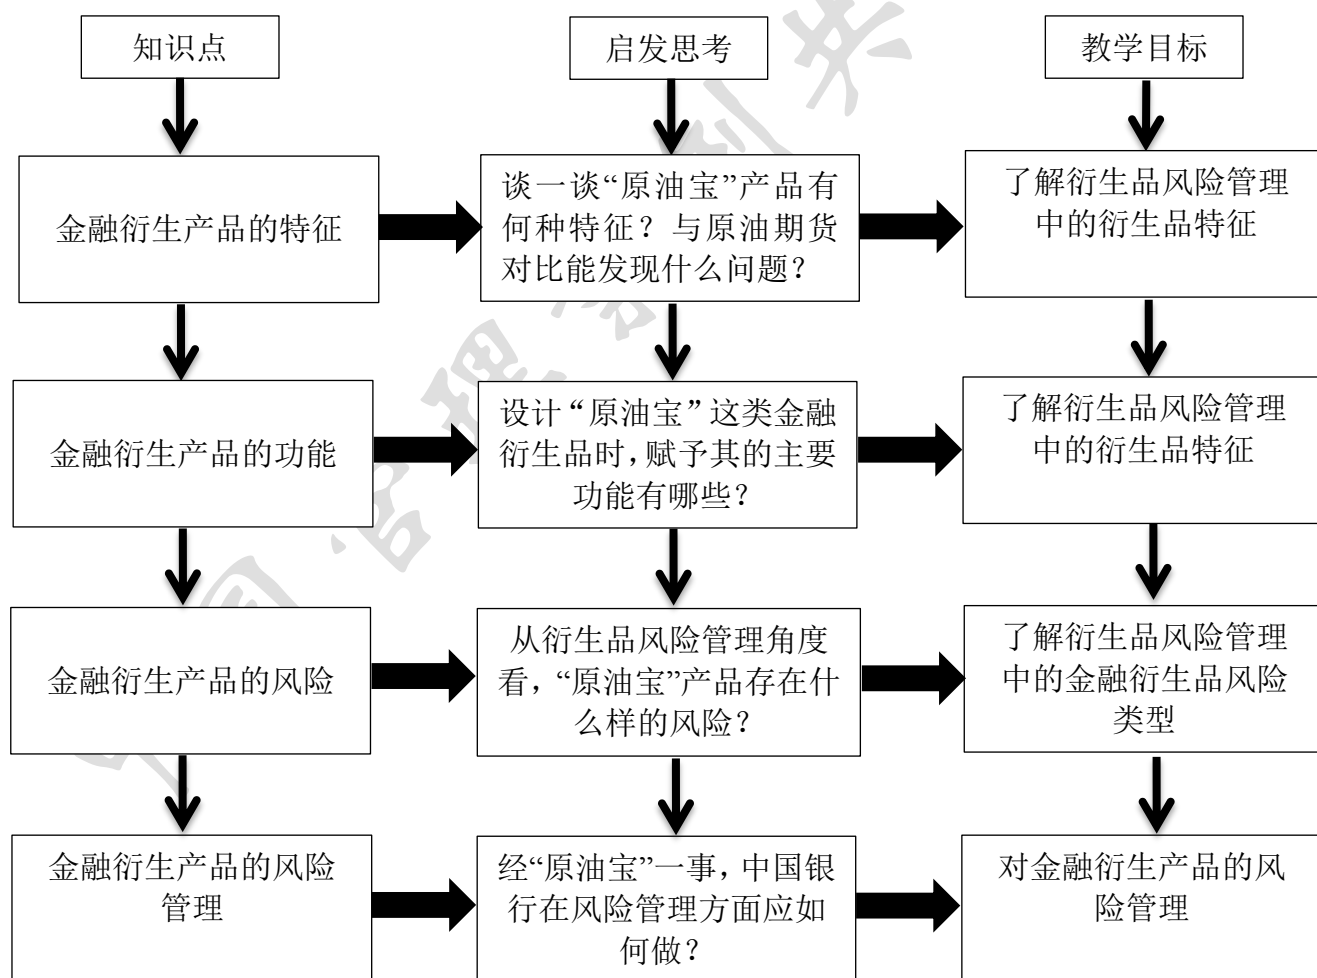 知识点
启发思考
教学目标
金融衍生产品的特征
谈一谈“原油宝”产品有
何种特征？与原油期货
对比能发现什么问题？
了解衍生品风险管理
中的衍生品特征
金融衍生产品的功能
设计“原油宝”这类金融
衍生品时，赋予其的主要
功能有哪些？
了解衍生品风险管理
中的衍生品特征
金融衍生产品的风险
从衍生品风险管理角度
看，“原油宝”产品存在什
么样的风险？
了解衍生品风险管理
中的金融衍生品风险
类型
金融衍生产品的风险
管理
经“原油宝”一事，中国银
行在风险管理方面应如
何做？
对金融衍生产品的风
险管理